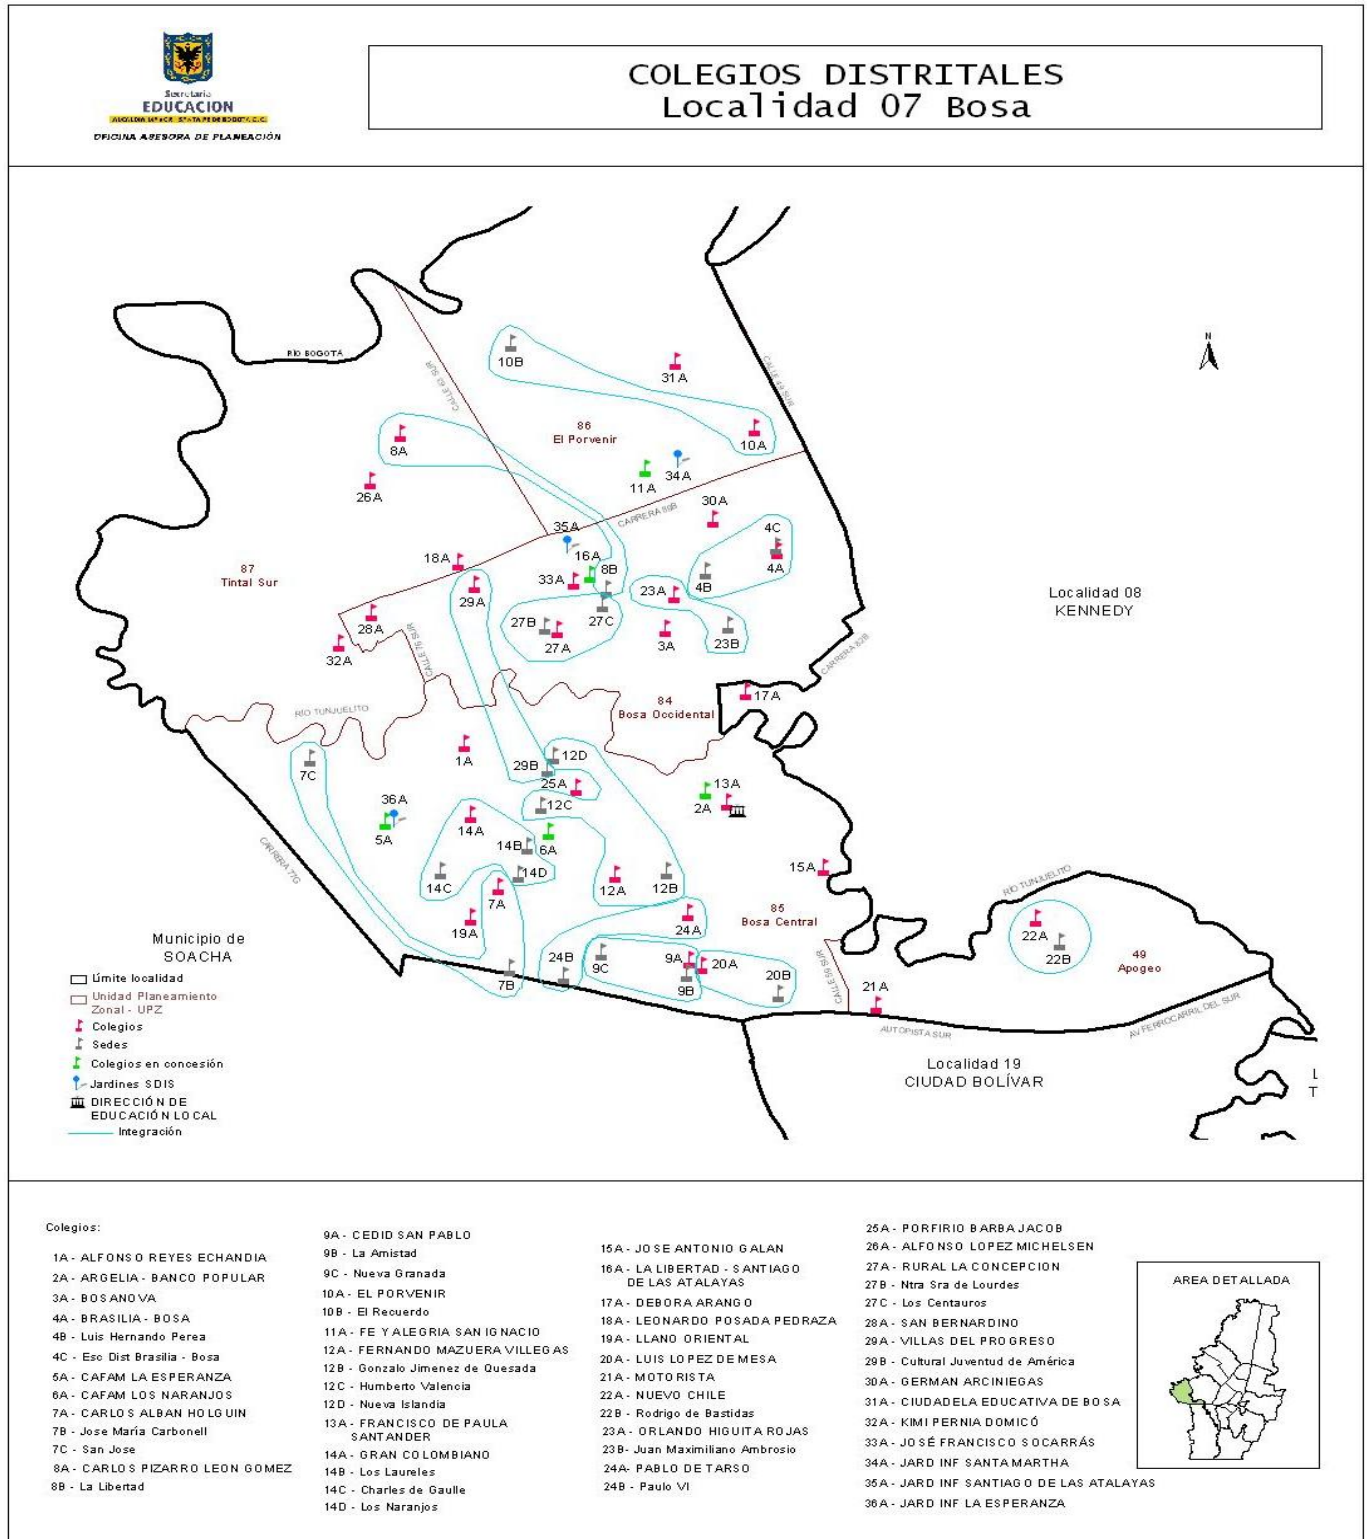 Secretaria
EDUCACION
OFICINA ASESORA DE PLANEACIÓN
COLEGIOS DISTRITALES
Localidad 07 Bosa
RÍO BOGOTÁ
CALLE 63 SUR
10B
31A
N
86
El Porvenir
10A
8A
11A
34A
26A
CARRERA 89B
30A
35A
4C
87
Tintal Sur
18A
16A
8B
33A
4A
4B
29A
23A
Localidad 08
KENNEDY
28A
27B
27C
27A
3A
23B
32A
CALLE 76 SUR
CARRERA 82B
84
Bosa Occidental
17A
RÍO TUNJUELITO
1A
7C
29B
12D
25A
13A
2A
36A
5A
12C
14A
14B
6A
CARRERA 77G
14C
14D
12A
12B
15A
RÍO TUNJUELITO
7A
85
Bosa Central
19A
24A
22A
22B
49
Apogeo
Municipio de
SOACHA
24B
9C
9A
20A
20B
7B
9B
CALLE 59 SUR
21A
AUTOPISTA SUR
AV FERROCARRIL DEL SUR
Localidad 19
CIUDAD BOLÍVAR
L
T
Límite localidad
Unidad Planeamiento
Zonal - UPZ
Colegios
Sedes
Colegios en concesión
Jardines SDIS
DIRECCIÓN DE
EDUCACIÓN LOCAL
Integración
Colegios:
1A - ALFONSO REYES ECHANDIA
2A - ARGELIA - BANCO POPULAR
3A - BOSANOVA
4A - BRASILIA - BOSA
4B - Luis Hernando Perea
4C - Esc Dist Brasilia - Bosa
5A - CAFAM LA ESPERANZA
6A - CAFAM LOS NARANJOS
7A - CARLOS ALBAN HOLGUIN
7B - Jose María Carbonell
7C - San Jose
8A - CARLOS PIZARRO LEON GOMEZ
8B - La Libertad
9A - CEDID SAN PABLO
9B - La Amistad
9C - Nueva Granada
10A - EL PORVENIR
10B - El Recuerdo
11A - FE Y ALEGRIA SAN IGNACIO
12A - FERNANDO MAZUERA VILLEGAS
12B - Gonzalo Jimenez de Quesada
12C - Humberto Valencia
12D - Nueva Islandia
13A - FRANCISCO DE PAULA
SANTANDER
14A - GRAN COLOMBIANO
14B - Los Laureles
14C - Charles de Gaulle
14D - Los Naranjos
15A - JOSE ANTONIO GALAN
16A - LA LIBERTAD - SANTIAGO
DE LAS ATALAYAS
17A - DEBORA ARANGO
18A - LEONARDO POSADA PEDRAZA
19A - LLANO ORIENTAL
20A - LUIS LOPEZ DE MESA
21A - MOTORISTA
22A - NUEVO CHILE
22B - Rodrigo de Bastidas
23A - ORLANDO HIGUITA ROJAS
23B- Juan Maximiliano Ambrosio
24A- PABLO DE TARSO
24B - Paulo VI
25A - PORFIRIO BARBA JACOB
26A - ALFONSO LOPEZ MICHELSEN
27A - RURAL LA CONCEPCION
27B - Ntra Sra de Lourdes
27C - Los Centauros
28A - SAN BERNARDINO
29A - VILLAS DEL PROGRESO
29B - Cultural Juventud de América
30A - GERMAN ARCINIEGAS
31A - CIUDADELA EDUCATIVA DE BOSA
32A - KIMI PERNIA DOMICÓ
33A - JOSÉ FRANCISCO SOCARRÁS
34A - JARD INF SANTA MARTHA
35A - JARD INF SANTIAGO DE LAS ATALAYAS
36A - JARD INF LA ESPERANZA
AREA DETALLADA